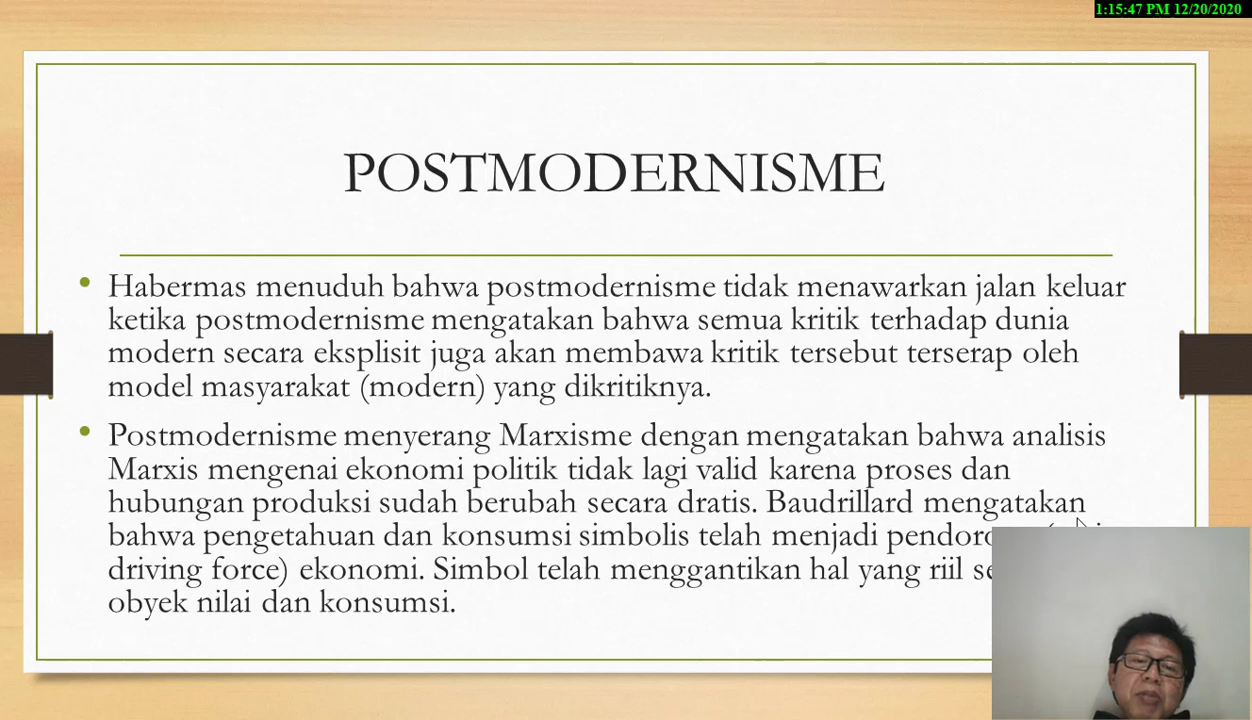 1:15:47 PM 12/20/2020
POSTMODERNISME
• Habermas menuduh bahwa postmodernisme tidak menawarkan jalan keluar
ketika postmodernisme mengatakan bahwa semua kritik terhadap dunia
modern secara eksplisit juga akan membawa kritik tersebut terserap oleh
model masyarakat (modern) yang dikritiknya.
• Postmodernisme menyerang Marxisme dengan mengatakan bahwa analisis
Marxis mengenai ekonomi politik tidak lagi valid karena proses dan
hubungan produksi sudah berubah secara dratis. Baudrillard mengatakan
bahwa pengetahuan dan konsumsi simbolis telah menjadi
driving force) ekonomi. Simbol telah menggantikan hal yang riil
obyek nilai dan konsumsi.